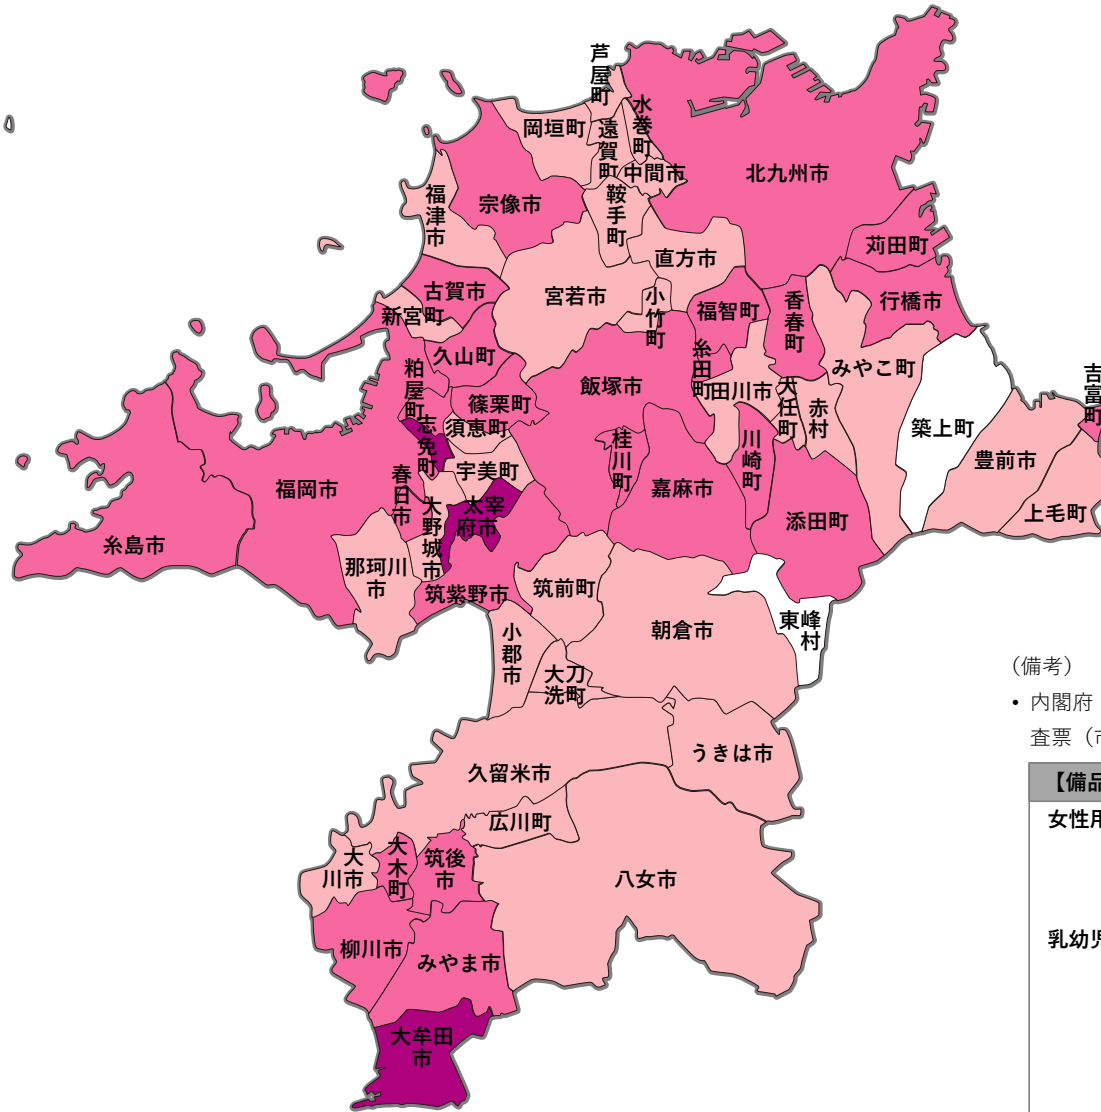 芦屋町
水巻町
岡垣町
遠賀町
中間市
北九州市
鞍手町
宗像市
福津市
苅田町
直方市
古賀市
宮若市
小竹町
福智町
香春町
行橋市
新宮町
久山町
糸田町
みやこ町
粕屋町
飯塚市
田川市
大任町
赤村
吉富町
篠栗町
志免町
須恵町
築上町
桂川町
川崎町
豊前市
宇美町
春日市
福岡市
嘉麻市
大野城市
太宰
府市
添田町
上毛町
糸島市
那珂川
市
筑紫野市
筑前町
朝倉市
東峰
村
小郡市
大刀
洗町
うきは市
久留米市
広川町
大
川市
大木町
筑後
市
八女市
柳川市
みやま市
大牟田
市
（備考）
• 内閣府
査票（市
【備品
女性用
乳幼児